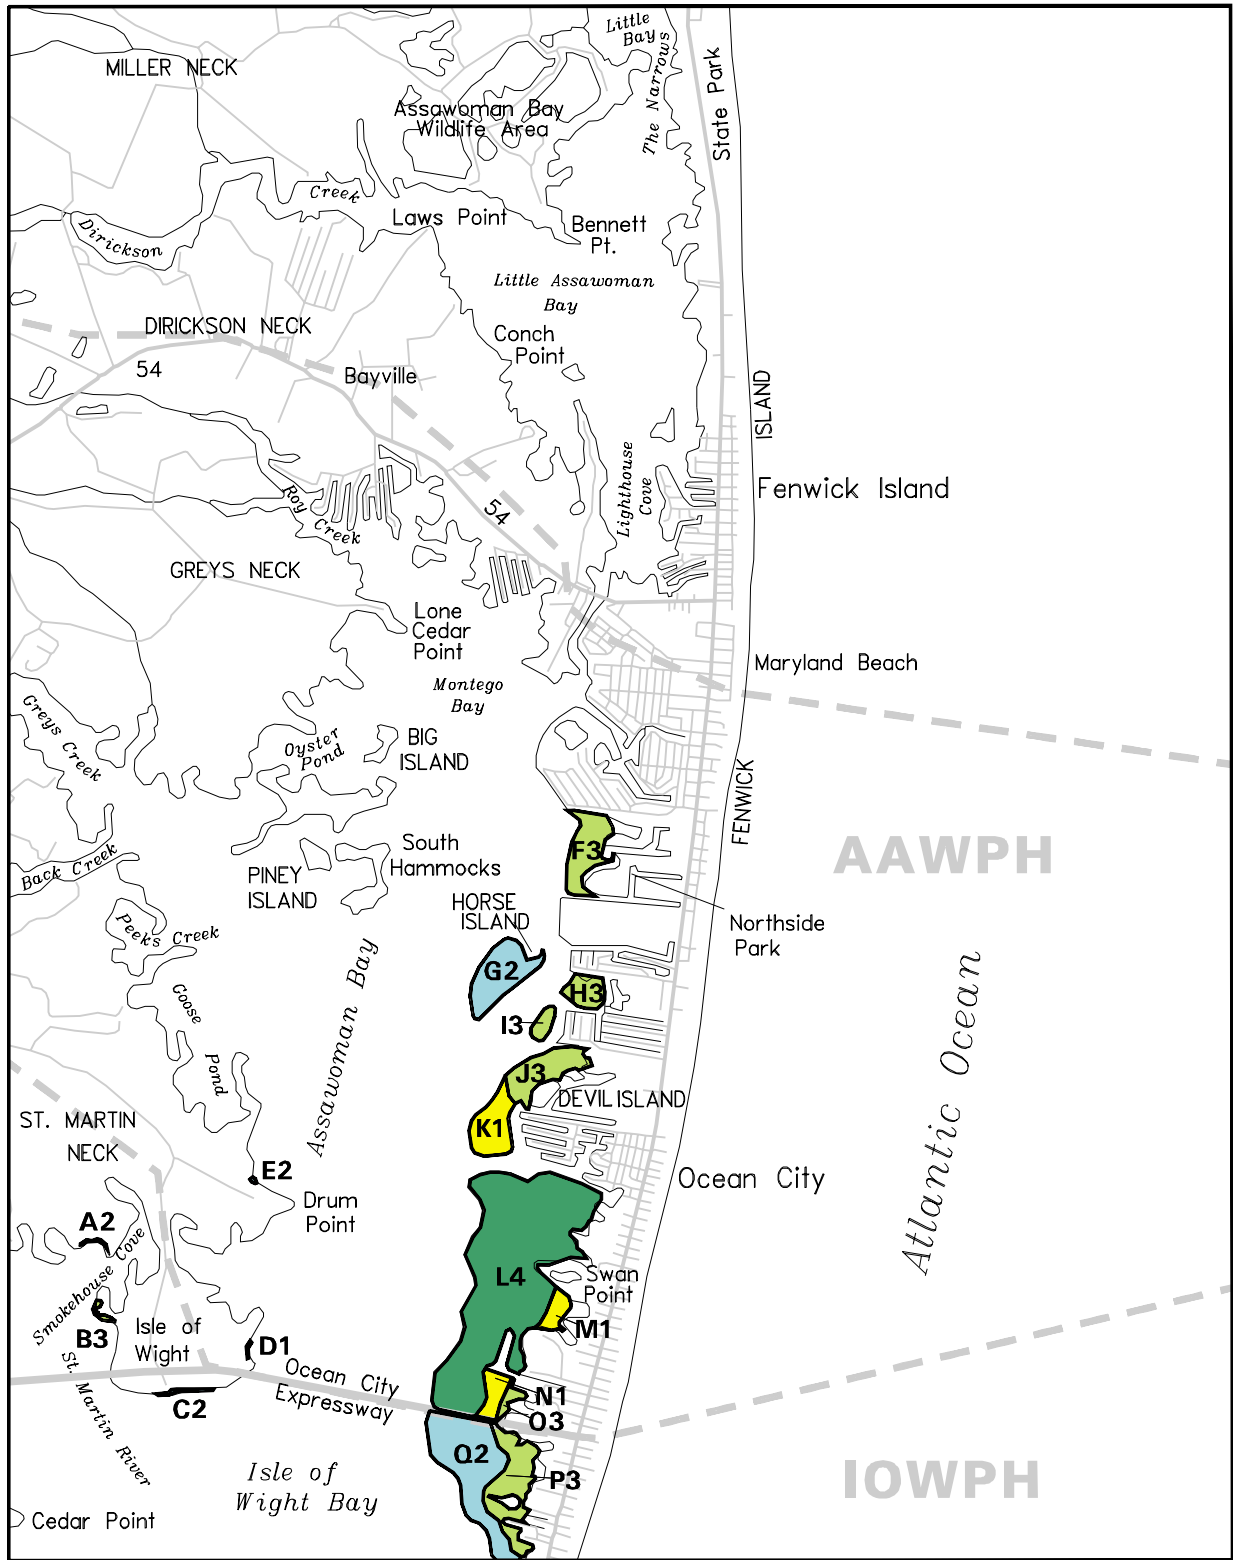 Little
Bay
The Narrows
State Park
MILLER NECK
Assawoman Bay
Wildlife Area
Creek
Laws Point
Bennett
Pt.
Dirickson
Little Assawoman
Bay
DIRICKSON NECK
Conch
Point
54
Bayville
ISLAND
Lighthouse
Cove
Fenwick Island
54
Roy Creek
GREYS NECK
Lone
Cedar
Point
Maryland Beach
Montego
Bay
Greys Creek
Oyster
Pond
BIG
ISLAND
FENWICK
F3
AAWPH
South
Hammocks
Back Creek
PINEY
ISLAND
HORSE
ISLAND
Northside
Park
Peeks Creek
G2
H3
Goose
Pond
I3
Assawoman Bay
Atlantic Ocean
J3
DEVIL ISLAND
K1
ST. MARTIN
NECK
E2
Ocean City
Drum
Point
A2
Smokehouse Cove
L4
Swan
Point
B3
Isle of
Wight
D1
M1
St. Martin River
Ocean City
Expressway
C2
N1
O3
Q2
P3
Isle of
Wight Bay
IOWPH
Cedar Point